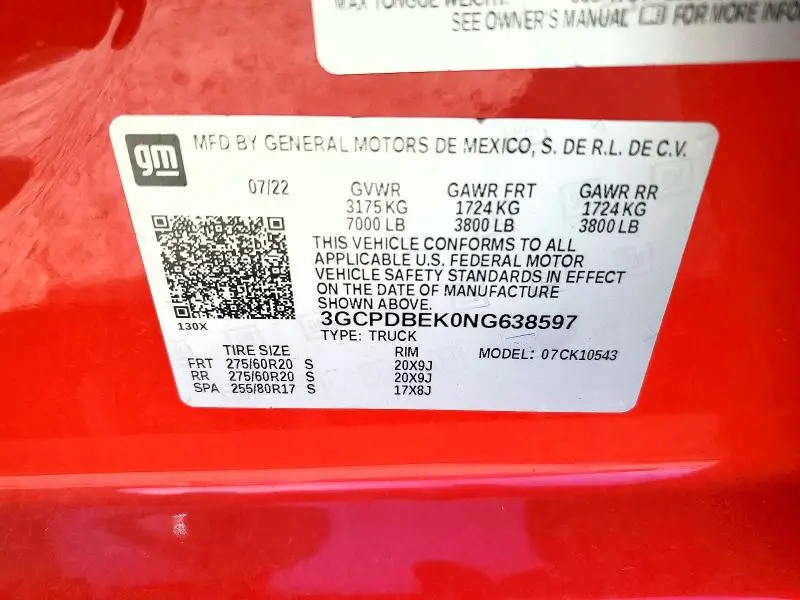 MAX TONGUE WEIGHT:
SEE OWNER'S MANUAL FOR MORE INFO
gm MFD BY GENERAL MOTORS DE MEXICO, S. DE R.L. DE C.V.
07/22 GVWR GAWR FRT GAWR RR
3175 KG 1724 KG 1724 KG
7000 LB 3800 LB 3800 LB
THIS VEHICLE CONFORMS TO ALL
APPLICABLE U.S. FEDERAL MOTOR
VEHICLE SAFETY STANDARDS IN EFFECT
ON THE DATE OF MANUFACTURE
SHOWN ABOVE.
130X 3GCPDBEK0NG638597
TYPE: TRUCK
TIRE SIZE RIM MODEL: 07CK10543
FRT 275/60R20 S 20X9J
RR 275/60R20 S 20X9J
SPA 255/80R17 S 17X8J